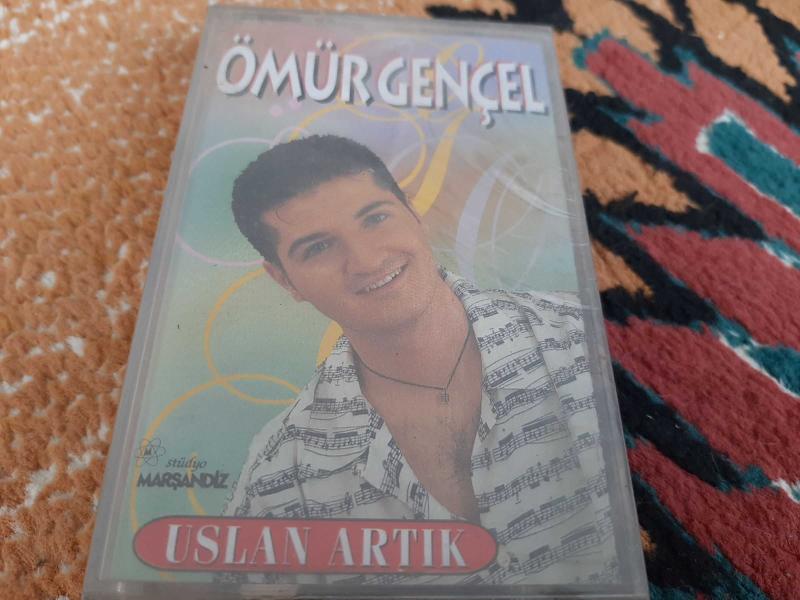 ÖMÜR GENÇEL
stüdyo
MARŞANDİZ
USLAN ARTIK